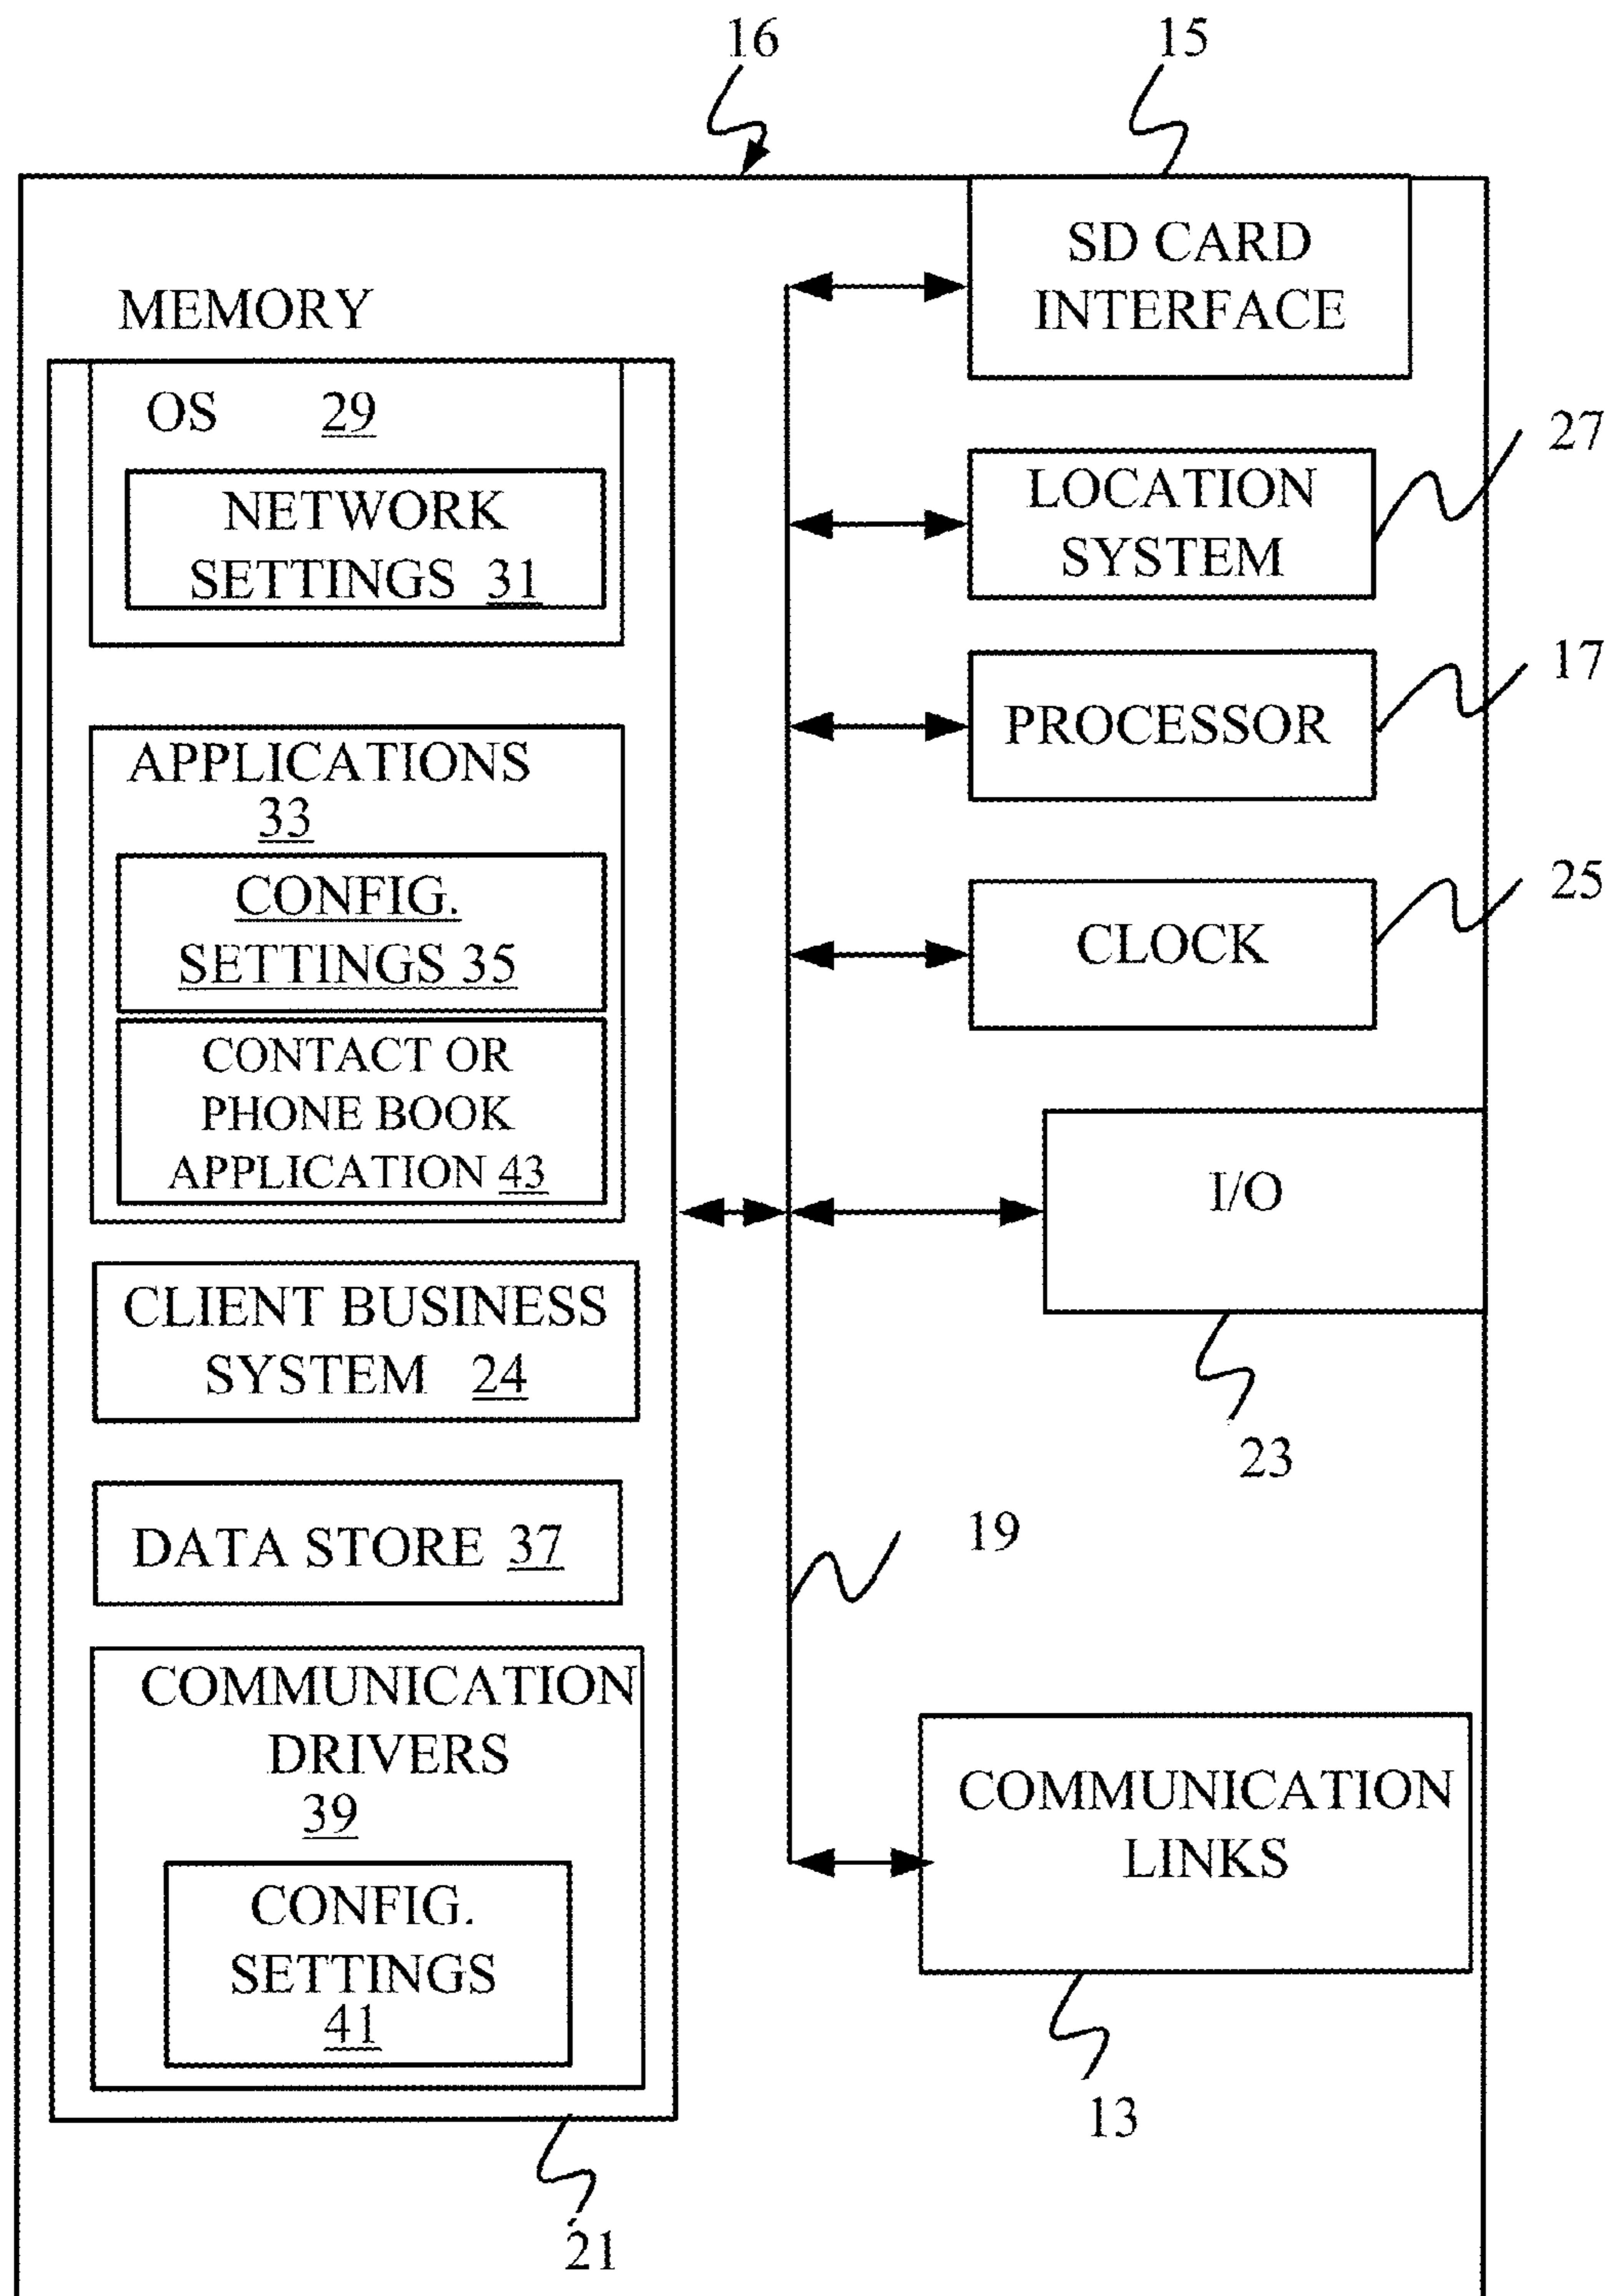 16
15
SD CARD
INTERFACE
MEMORY
OS 29
NETWORK
SETTINGS 31
27
LOCATION
SYSTEM
17
PROCESSOR
APPLICATIONS
33
CONFIG.
SETTINGS 35
CONTACT OR
PHONE BOOK
APPLICATION 43
25
CLOCK
I/O
23
CLIENT BUSINESS
SYSTEM 24
DATA STORE 37
19
COMMUNICATION
DRIVERS
39
CONFIG.
SETTINGS
41
COMMUNICATION
LINKS
13
21